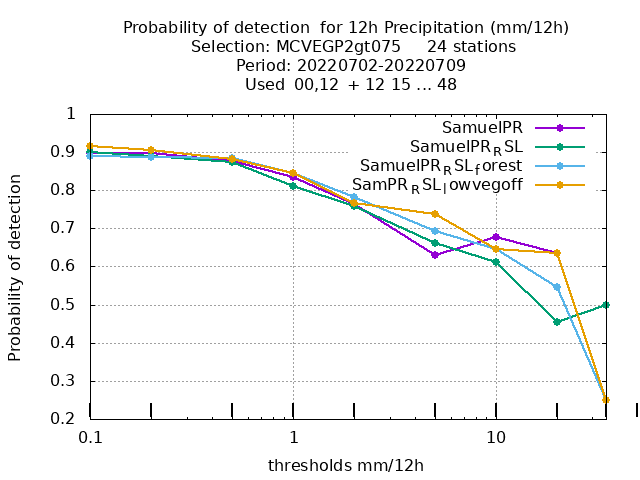 Probability of detection  for 12h Precipitation (mm/12h)
Selection: MCVEGP2gt075     24 stations
Period: 20220702-20220709
Used  00,12  + 12 15 ... 48
SamuelPR
SamuelPR_RSL
SamuelPR_RSL_forest
SamPR_RSL_lowvegoff
Probability of detection
1
0.9
0.8
0.7
0.6
0.5
0.4
0.3
0.2
0.1
1
10
thresholds mm/12h